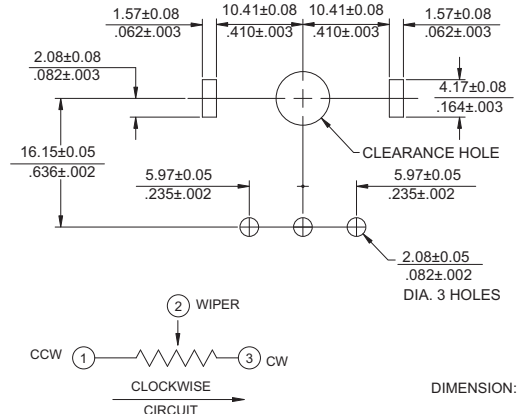 1.57±0.08
.062±.003
10.41±0.08
.410±.003
10.41±0.08
.410±.003
1.57±0.08
.062±.003
2.08±0.08
.082±.003
4.17±0.08
.164±.003
CLEARANCE HOLE
16.15±0.05
.636±.002
5.97±0.05
.235±.002
5.97±0.05
.235±.002
2.08±0.05
.082±.002
DIA. 3 HOLES
2 WIPER
CCW 1 3 CW
CLOCKWISE
CIRCUIT
DIMENSION: